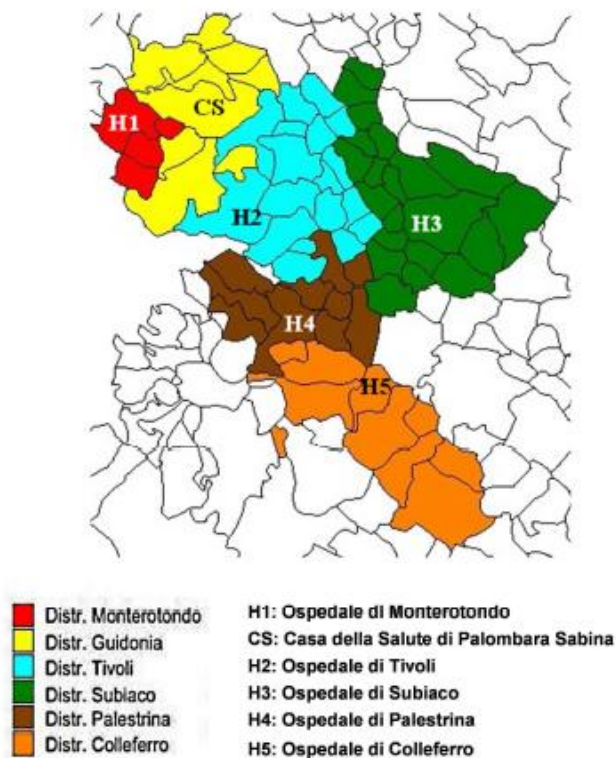 CS
H1
H2
H3
H4
H5
Distr. Monterotondo
Distr. Guidonia
Distr. Tivoli
Distr. Subiaco
Distr. Palestrina
Distr. Colleferro
H1: Ospedale di Monterotondo
CS: Casa della Salute di Palombara Sabina
H2: Ospedale di Tivoli
H3: Ospedale di Subiaco
H4: Ospedale di Palestrina
H5: Ospedale di Colleferro